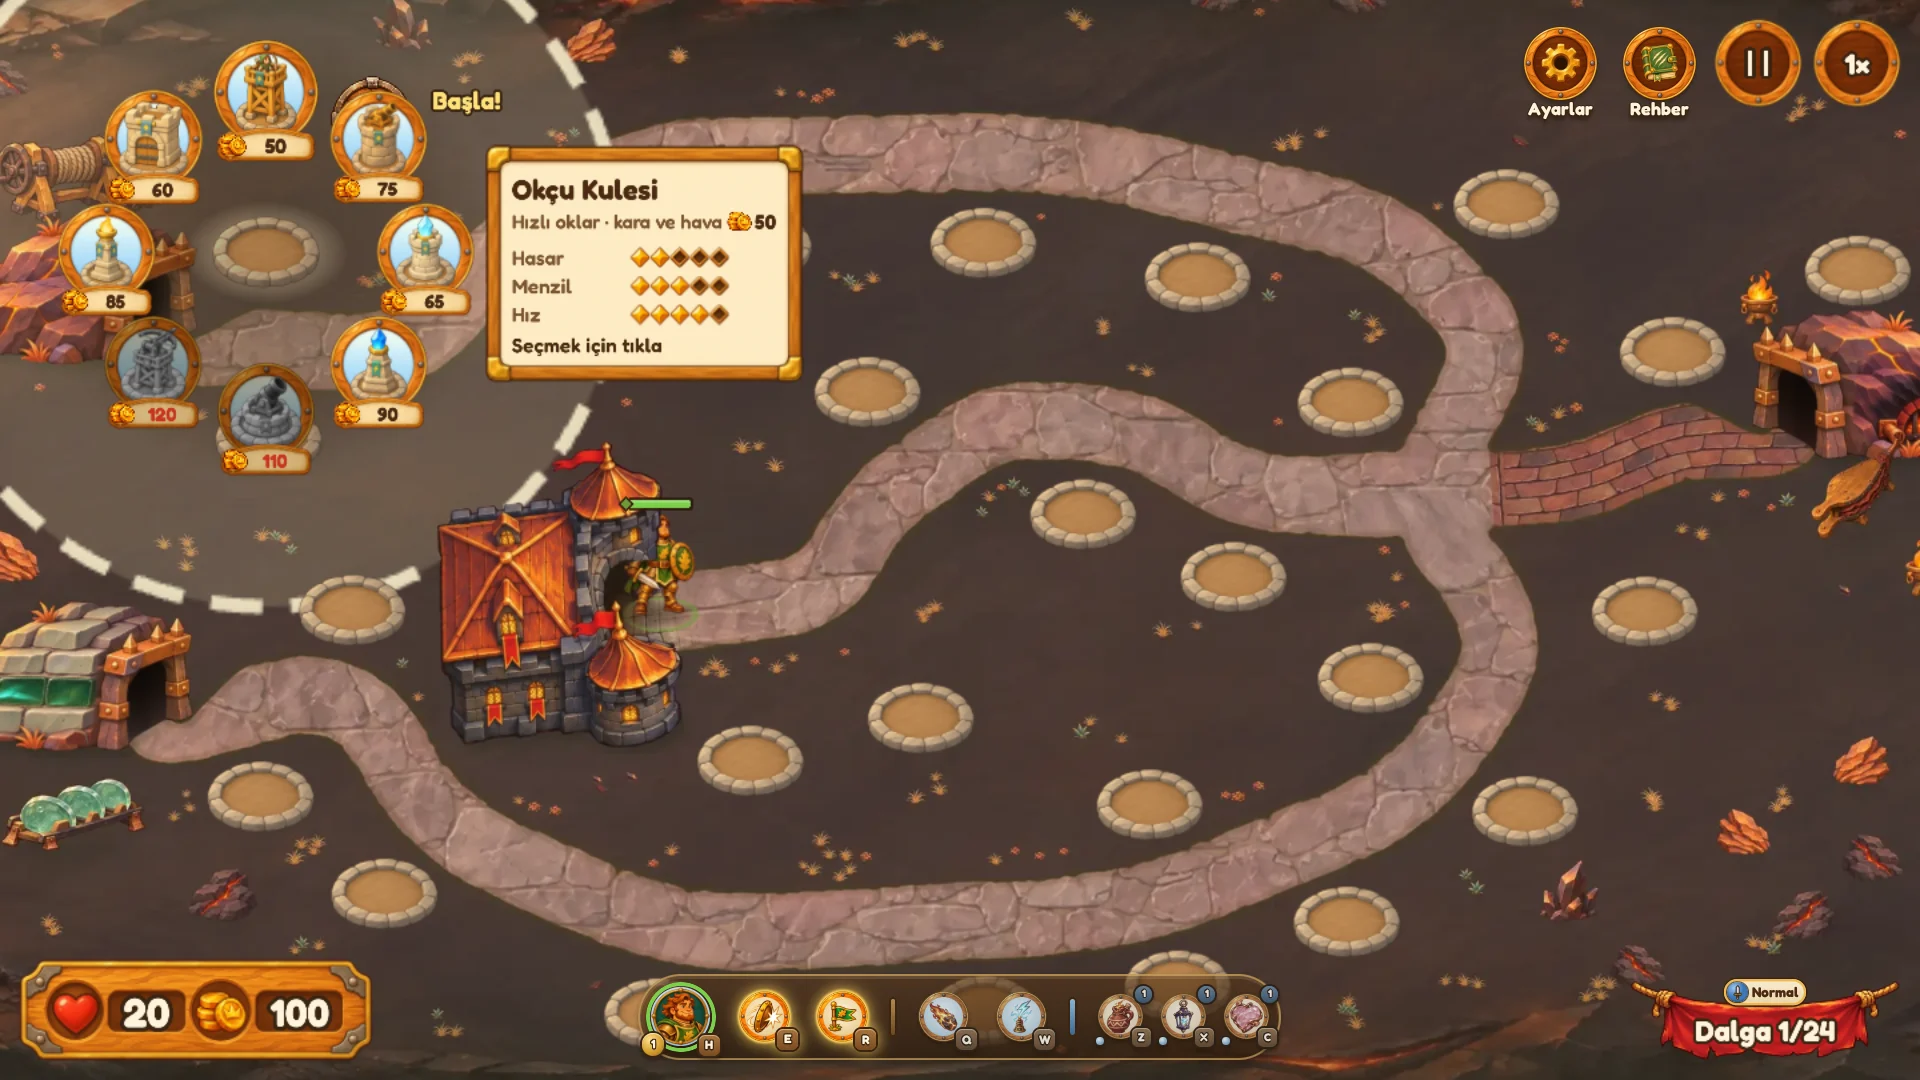 Ayarlar
Rehber
1x
Başla!
50
60
75
85
65
120
90
110
Okçu Kulesi
Hızlı oklar · kara ve hava 50
Hasar
Menzil
Hız
Seçmek için tıkla
20
100
1
H
E
R
Q
W
1
Z
1
X
1
C
Normal
Dalga 1/24